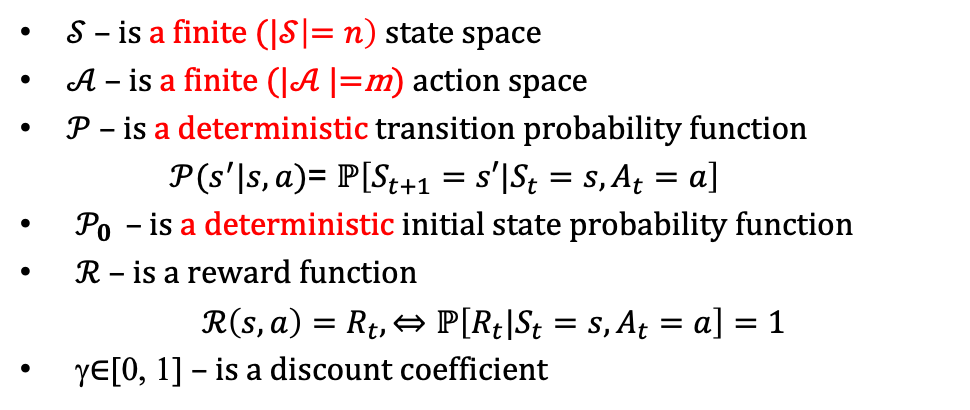 • 𝒮 – is a finite (|𝒮|= n) state space
• 𝒜 – is a finite (|𝒜 |=m) action space
• 𝒫 – is a deterministic transition probability function
𝒫(s′|s, a)= ℙ[S_{t+1} = s′|S_t = s, A_t = a]
• 𝒫₀ – is a deterministic initial state probability function
• ℛ – is a reward function
ℛ(s, a) = R_t, ⇔ ℙ[R_t|S_t = s, A_t = a] = 1
• γ∈[0, 1] – is a discount coefficient